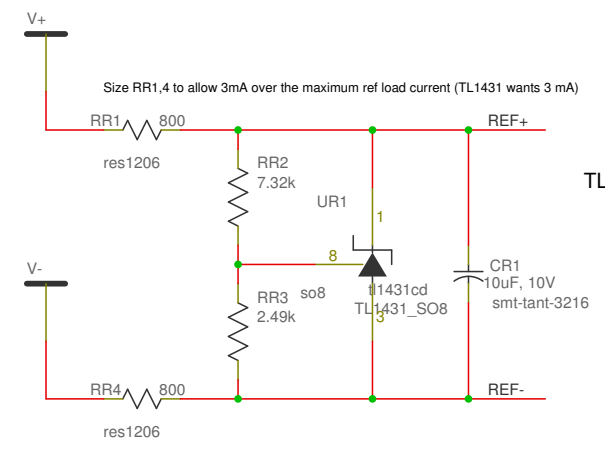 V+
Size RR1,4 to allow 3mA over the maximum ref load current (TL1431 wants 3 mA)
RR1
800
REF+
res1206
RR2
7.32k
TL
UR1
1
8
V-
RR3
2.49k
so8
tl1431cd
TL1431_SO8
3
CR1
10uF, 10V
smt-tant-3216
RR4
800
REF-
res1206